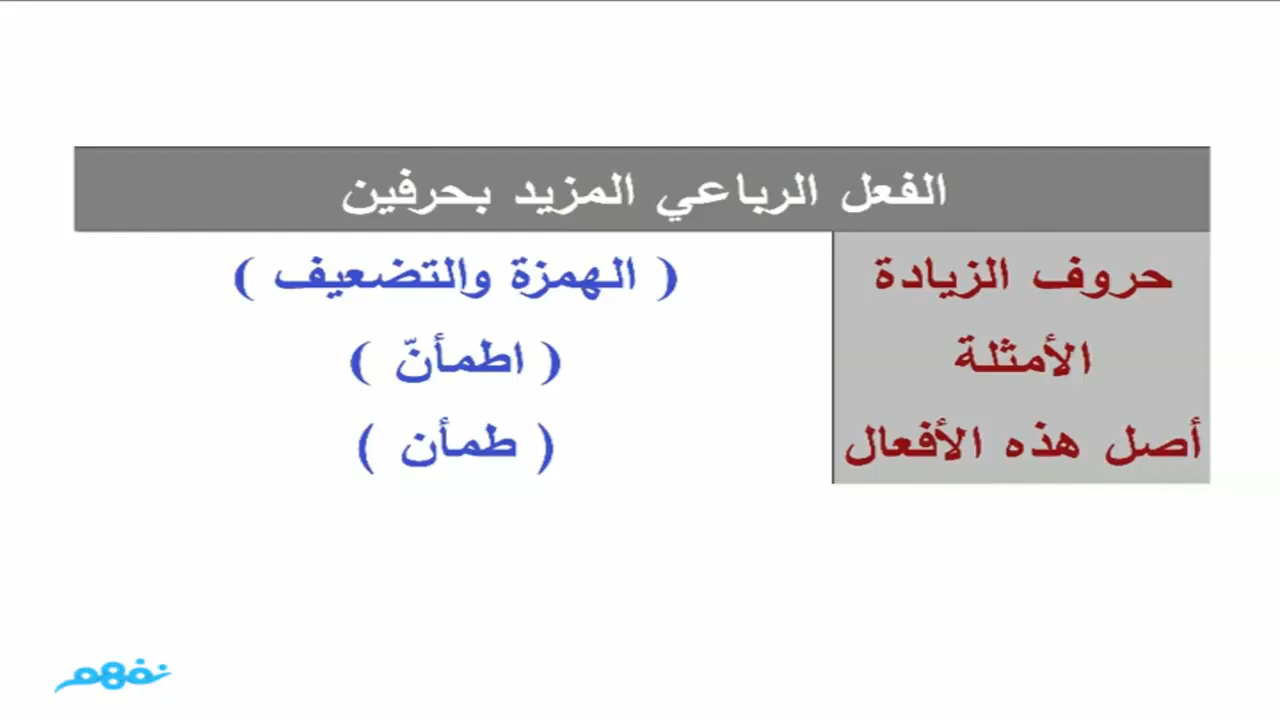 الفعل الرباعي المزيد بحرفين
حروف الزيادة ( الهمزة والتضعيف )
الأمثلة ( اطمأنّ )
أصل هذه الأفعال ( طمأن )
نفهم